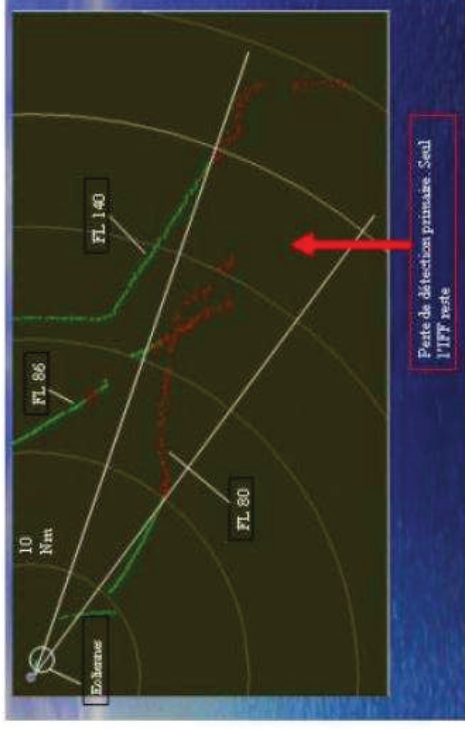 10
Nm
FL 86
FL 140
Eoliennes
FL 80
Perte de détection primaire. Seul
l'IFF reste